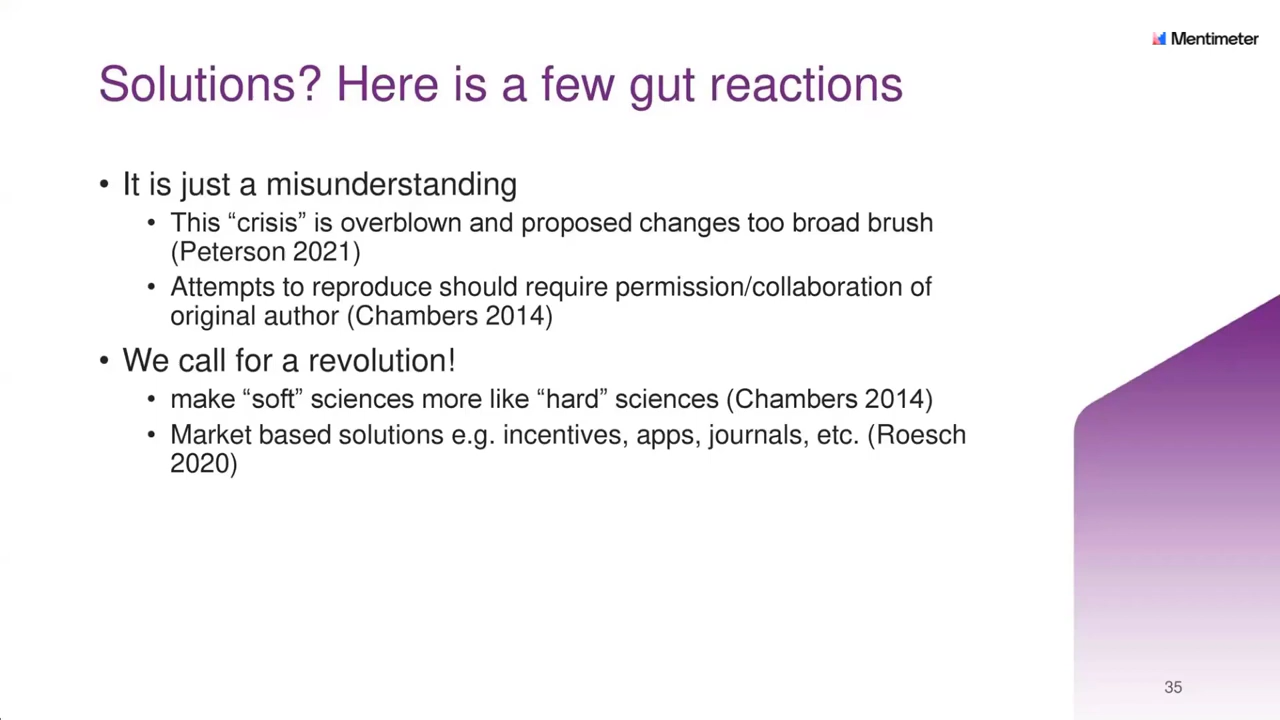 Mentimeter
Solutions? Here is a few gut reactions
• It is just a misunderstanding
• This “crisis” is overblown and proposed changes too broad brush
(Peterson 2021)
• Attempts to reproduce should require permission/collaboration of
original author (Chambers 2014)
• We call for a revolution!
• make “soft” sciences more like “hard” sciences (Chambers 2014)
• Market based solutions e.g. incentives, apps, journals, etc. (Roesch
2020)
35